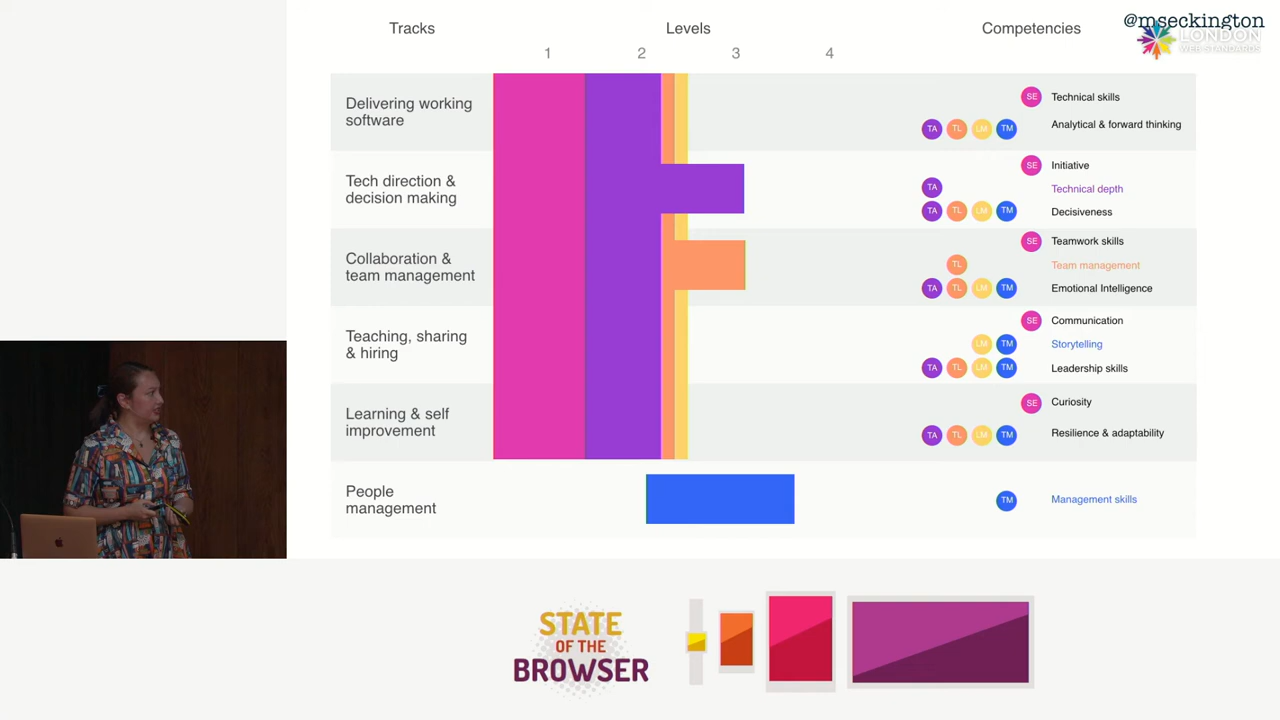 @mseckington
LONDON
WEB STANDARDS
Tracks
Levels
Competencies
1
2
3
4
Delivering working
software
SE Technical skills
TA TL LM TM Analytical & forward thinking
Tech direction &
decision making
SE Initiative
TA Technical depth
TA TL LM TM Decisiveness
Collaboration &
team management
SE Teamwork skills
TL Team management
TA TL LM TM Emotional Intelligence
Teaching, sharing
& hiring
SE Communication
LM TM Storytelling
TA TL LM TM Leadership skills
Learning & self
improvement
SE Curiosity
TA TL LM TM Resilience & adaptability
People
management
TM Management skills
STATE
OF THE
BROWSER